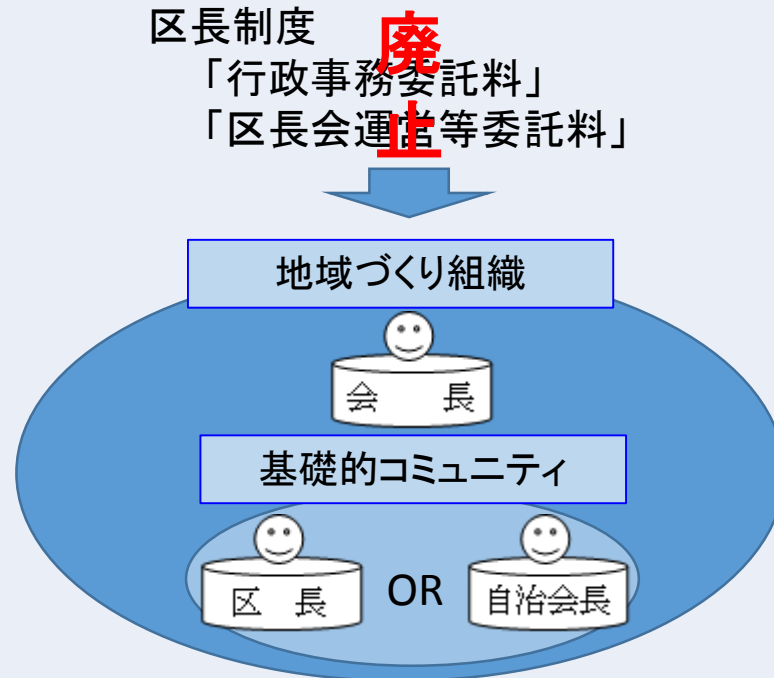 区長制度
「行政事務委託料」
「区長会運営等委託料」
廃止
地域づくり組織
会 長
基礎的コミュニティ
区 長
OR
自治会長